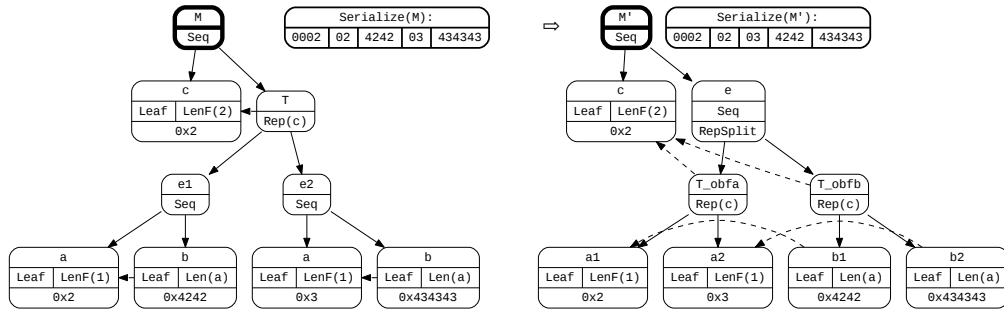 M
Seq
Serialize(M):
0002 02 4242 03 434343
c
Leaf LenF(2)
0x2
T
Rep(c)
e1
Seq
e2
Seq
a
Leaf LenF(1)
0x2
b
Leaf Len(a)
0x4242
a
Leaf LenF(1)
0x3
b
Leaf Len(a)
0x434343
⇨
M'
Seq
Serialize(M'):
0002 02 03 4242 434343
c
Leaf LenF(2)
0x2
e
Seq
RepSplit
T_obfa
Rep(c)
T_obfb
Rep(c)
a1
Leaf LenF(1)
0x2
a2
Leaf LenF(1)
0x3
b1
Leaf Len(a)
0x4242
b2
Leaf Len(a)
0x434343